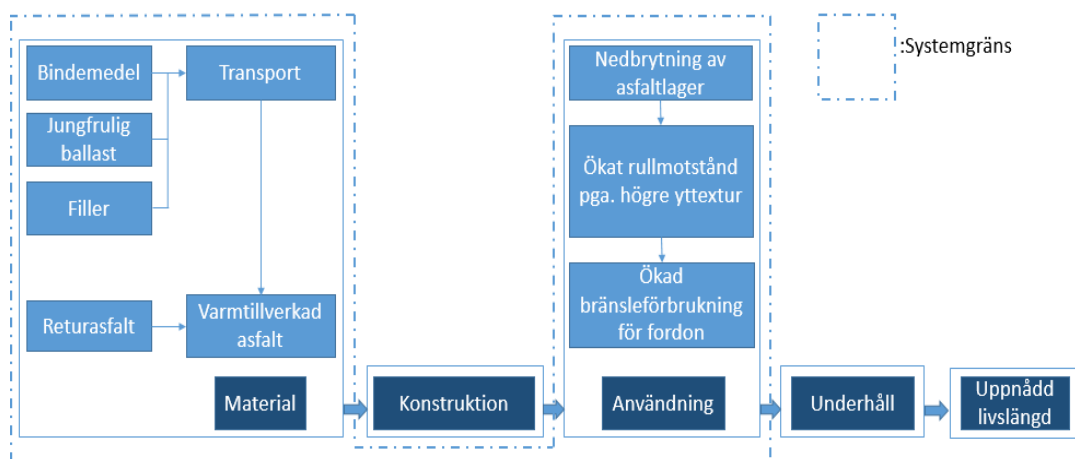 Bindemedel
Transport
Jungfrulig
ballast
Filler
Returasfalt
Varmtillverkad
asfalt
Material
Konstruktion
Nedbrytning av
asfaltlager
Ökat rullmotstånd
pga. högre yttextur
Ökad
bränsleförbrukning
för fordon
Användning
Underhåll
Uppnådd
livslängd
:Systemgräns